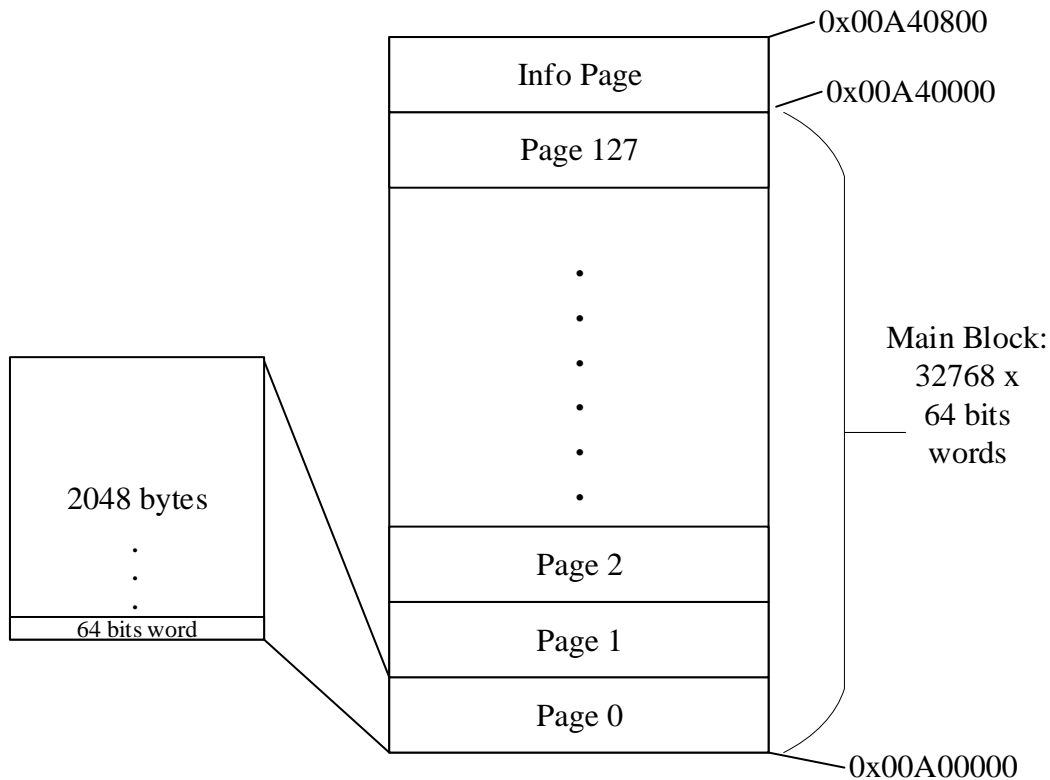 0x00A40800
Info Page
0x00A40000
Page 127
Main Block:
32768 x
64 bits
words
2048 bytes
64 bits word
Page 2
Page 1
Page 0
0x00A00000